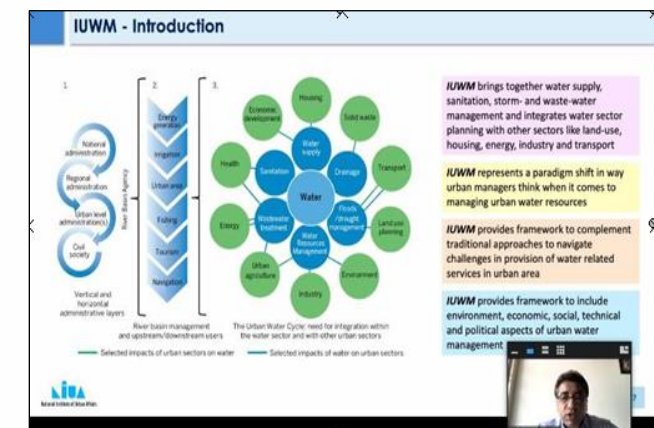 IUWM - Introduction
1.
2.
3.
National
administration
Regional
administration
Urban level
administration(s)
Civil
society
Vertical and
horizontal
administrative layers
River Basin Agency
Energy
generation
Irrigation
Urban area
Fishing
Tourism
Navigation
River basin management
and upstream/downstream users
Housing
Economic
development
Solid waste
Water
supply
Health
Sanitation
Drainage
Transport
Water
Energy
Wastewater
treatment
Floods
/drought
management
Land use
planning
Water
Resources
Management
Urban
agriculture
Environment
Industry
The Urban Water Cycle: need for integration within
the water sector and with other urban sectors
Selected impacts of urban sectors on water
Selected impacts of water on urban sectors
IUWM brings together water supply,
sanitation, storm- and waste-water
management and integrates water sector
planning with other sectors like land-use,
housing, energy, industry and transport
IUWM represents a paradigm shift in way
urban managers think when it comes to
managing urban water resources
IUWM provides framework to complement
traditional approaches to navigate
challenges in provision of water related
services in urban area
IUWM provides framework to include
environment, economic, social, technical
and political aspects of urban water
management
NIUA
National Institute of Urban Affairs
?